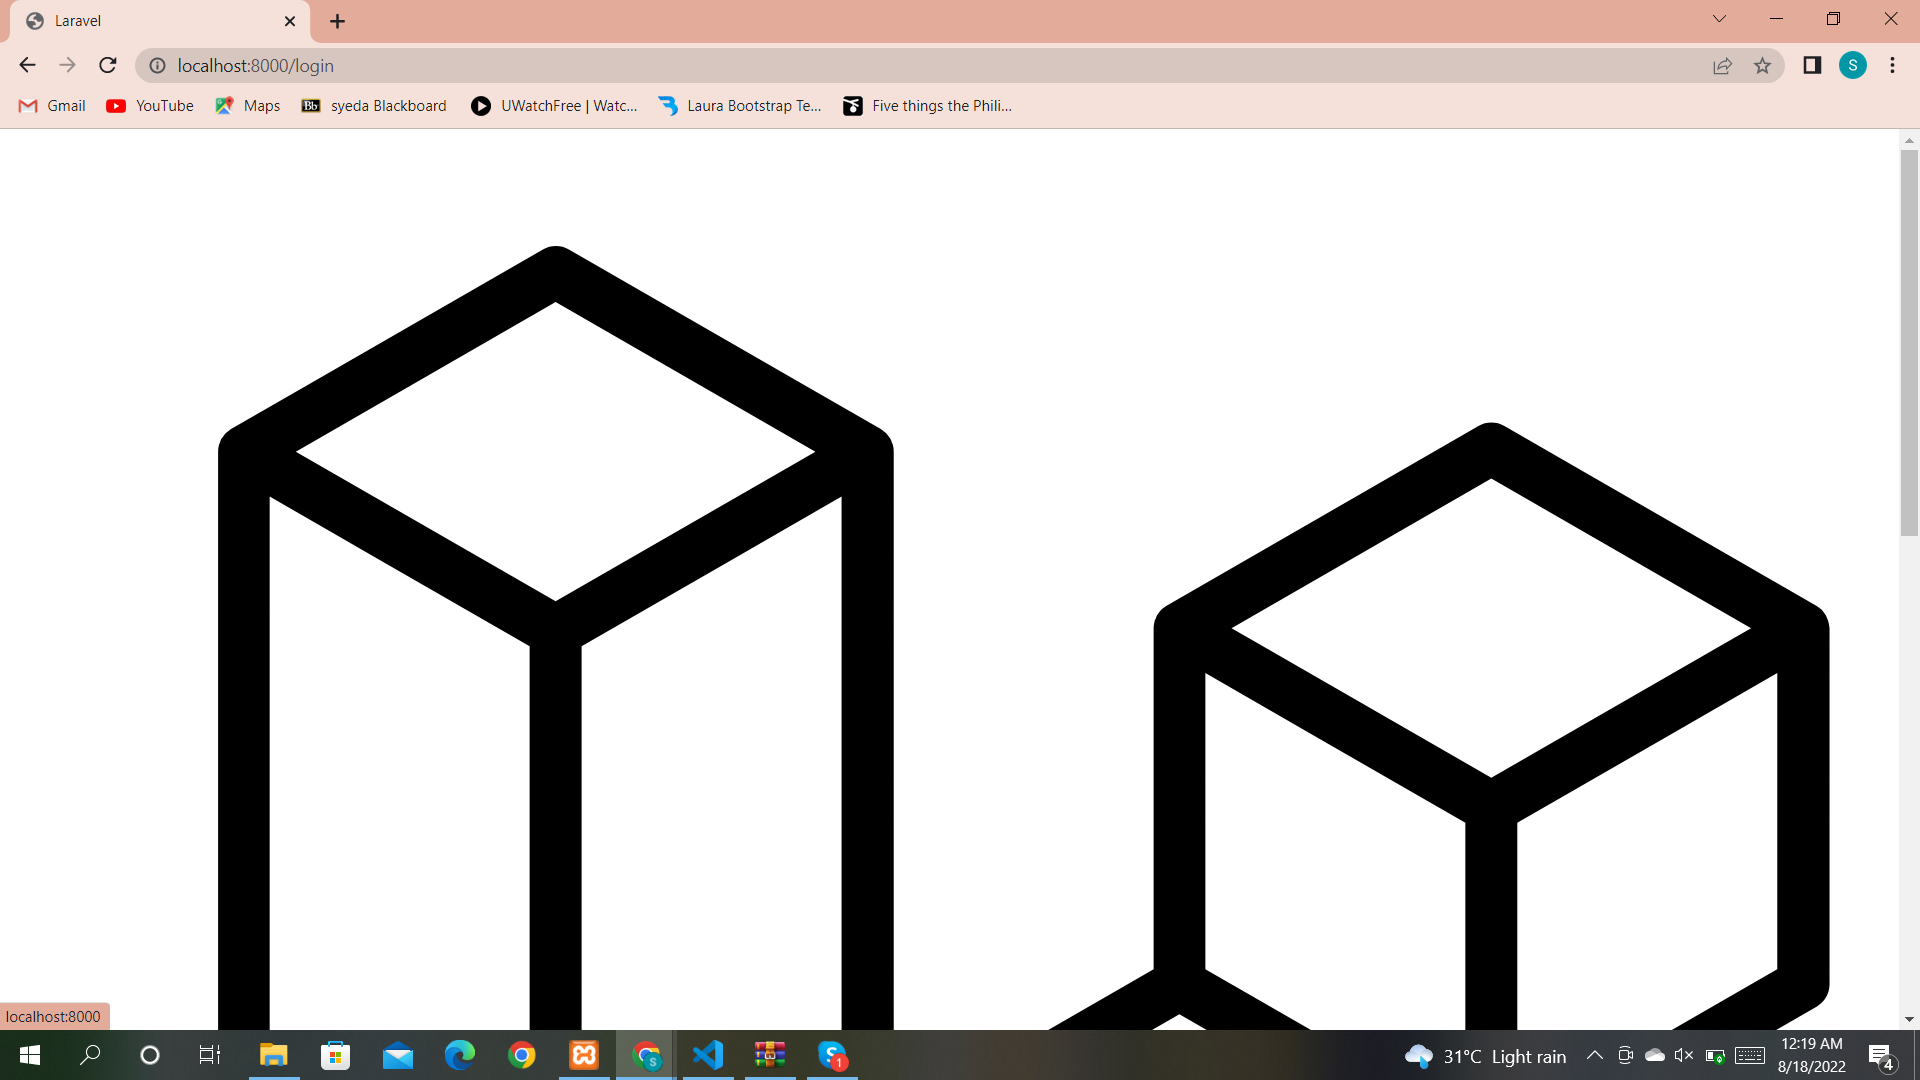 Laravel
localhost:8000/login
S
Gmail
YouTube
Maps
Bb
syeda Blackboard
UWatchFree | Watc...
Laura Bootstrap Te...
Five things the Phili...
localhost:8000
S
S
1
31°C Light rain
12:19 AM
8/18/2022
4